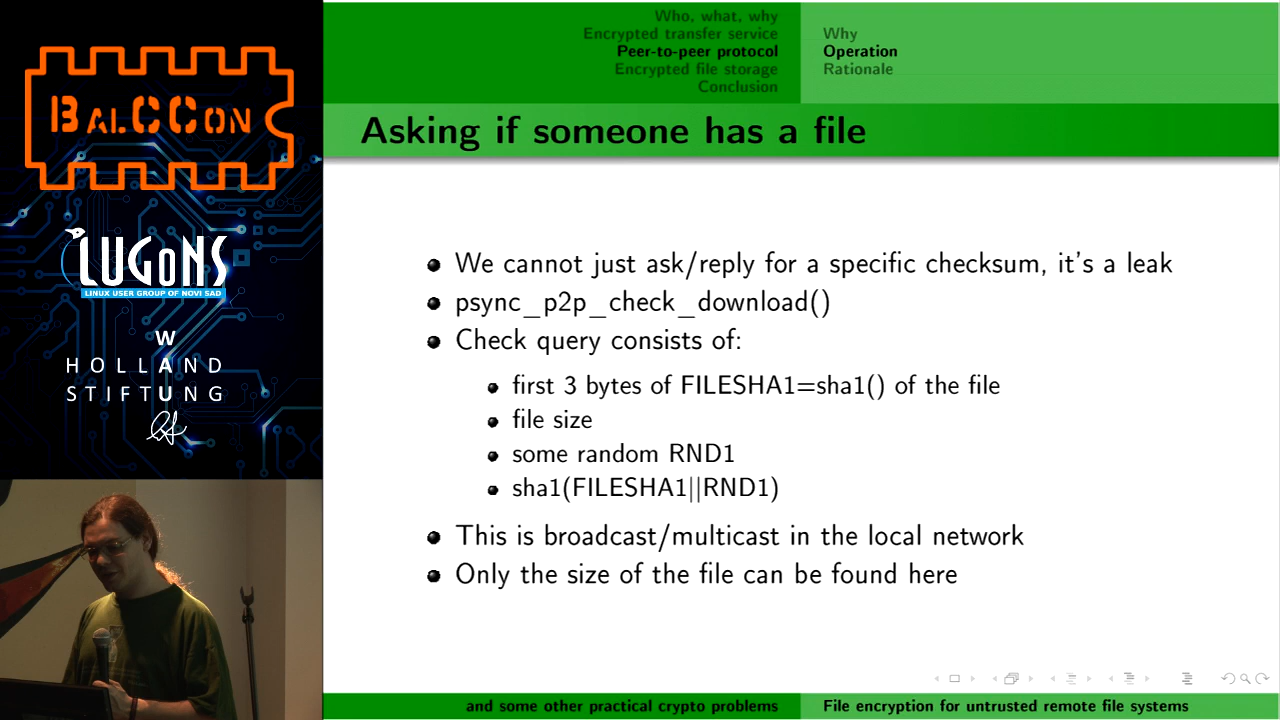 BALCCON
LUGoNS
LINUX USER GROUP OF NOVI SAD
W
HOLLAND
A
STIFTUNG
Who, what, why
Encrypted transfer service
Peer-to-peer protocol
Encrypted file storage
Conclusion
Why
Operation
Rationale
Asking if someone has a file
We cannot just ask/reply for a specific checksum, it's a leak
psync_p2p_check_download()
Check query consists of:
first 3 bytes of FILESHA1=sha1() of the file
file size
some random RND1
sha1(FILESHA1||RND1)
This is broadcast/multicast in the local network
Only the size of the file can be found here
and some other practical crypto problems
File encryption for untrusted remote file systems